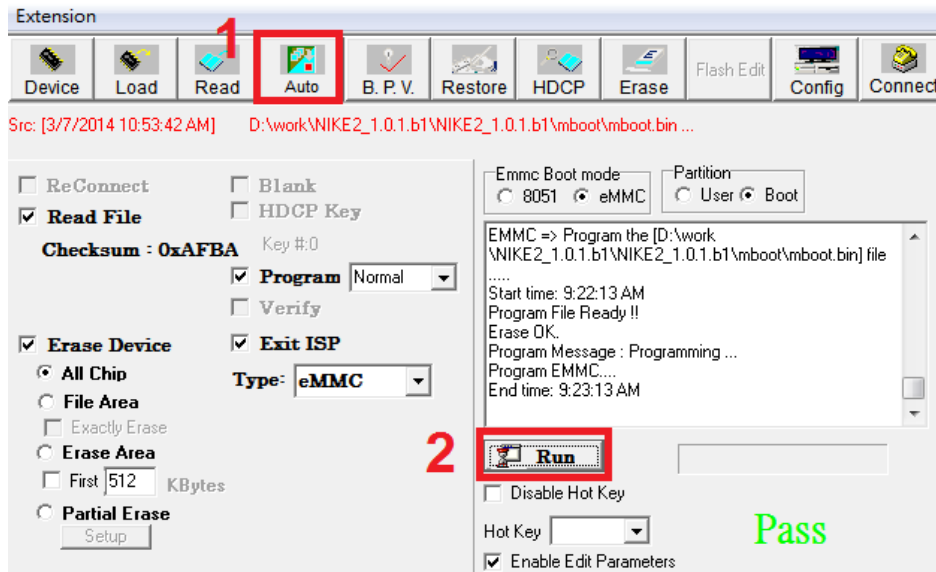 Extension
1
Device Load Read Auto B. P. V. Restore HDCP Erase Flash Edit Config Connect
Src: [3/7/2014 10:53:42 AM] D:\work\NIKE2_1.0.1.b1\NIKE2_1.0.1.b1\mboot\mboot.bin ...
ReConnect
Read File
Checksum : 0xAFBA
Erase Device
All Chip
File Area
Exactly Erase
Erase Area
First 512 KBytes
Partial Erase
Setup
Blank
HDCP Key
Key #:0
Program Normal
Verify
Exit ISP
Type: eMMC
Emmc Boot mode
8051 eMMC
Partition
User Boot
EMMC => Program the [D:\work
\NIKE2_1.0.1.b1\NIKE2_1.0.1.b1\mboot\mboot.bin] file
.....
Start time: 9:22:13 AM
Program File Ready !!
Erase OK.
Program Message : Programming ...
Program EMMC....
End time: 9:23:13 AM
2
Run
Disable Hot Key
Hot Key
Pass
Enable Edit Parameters